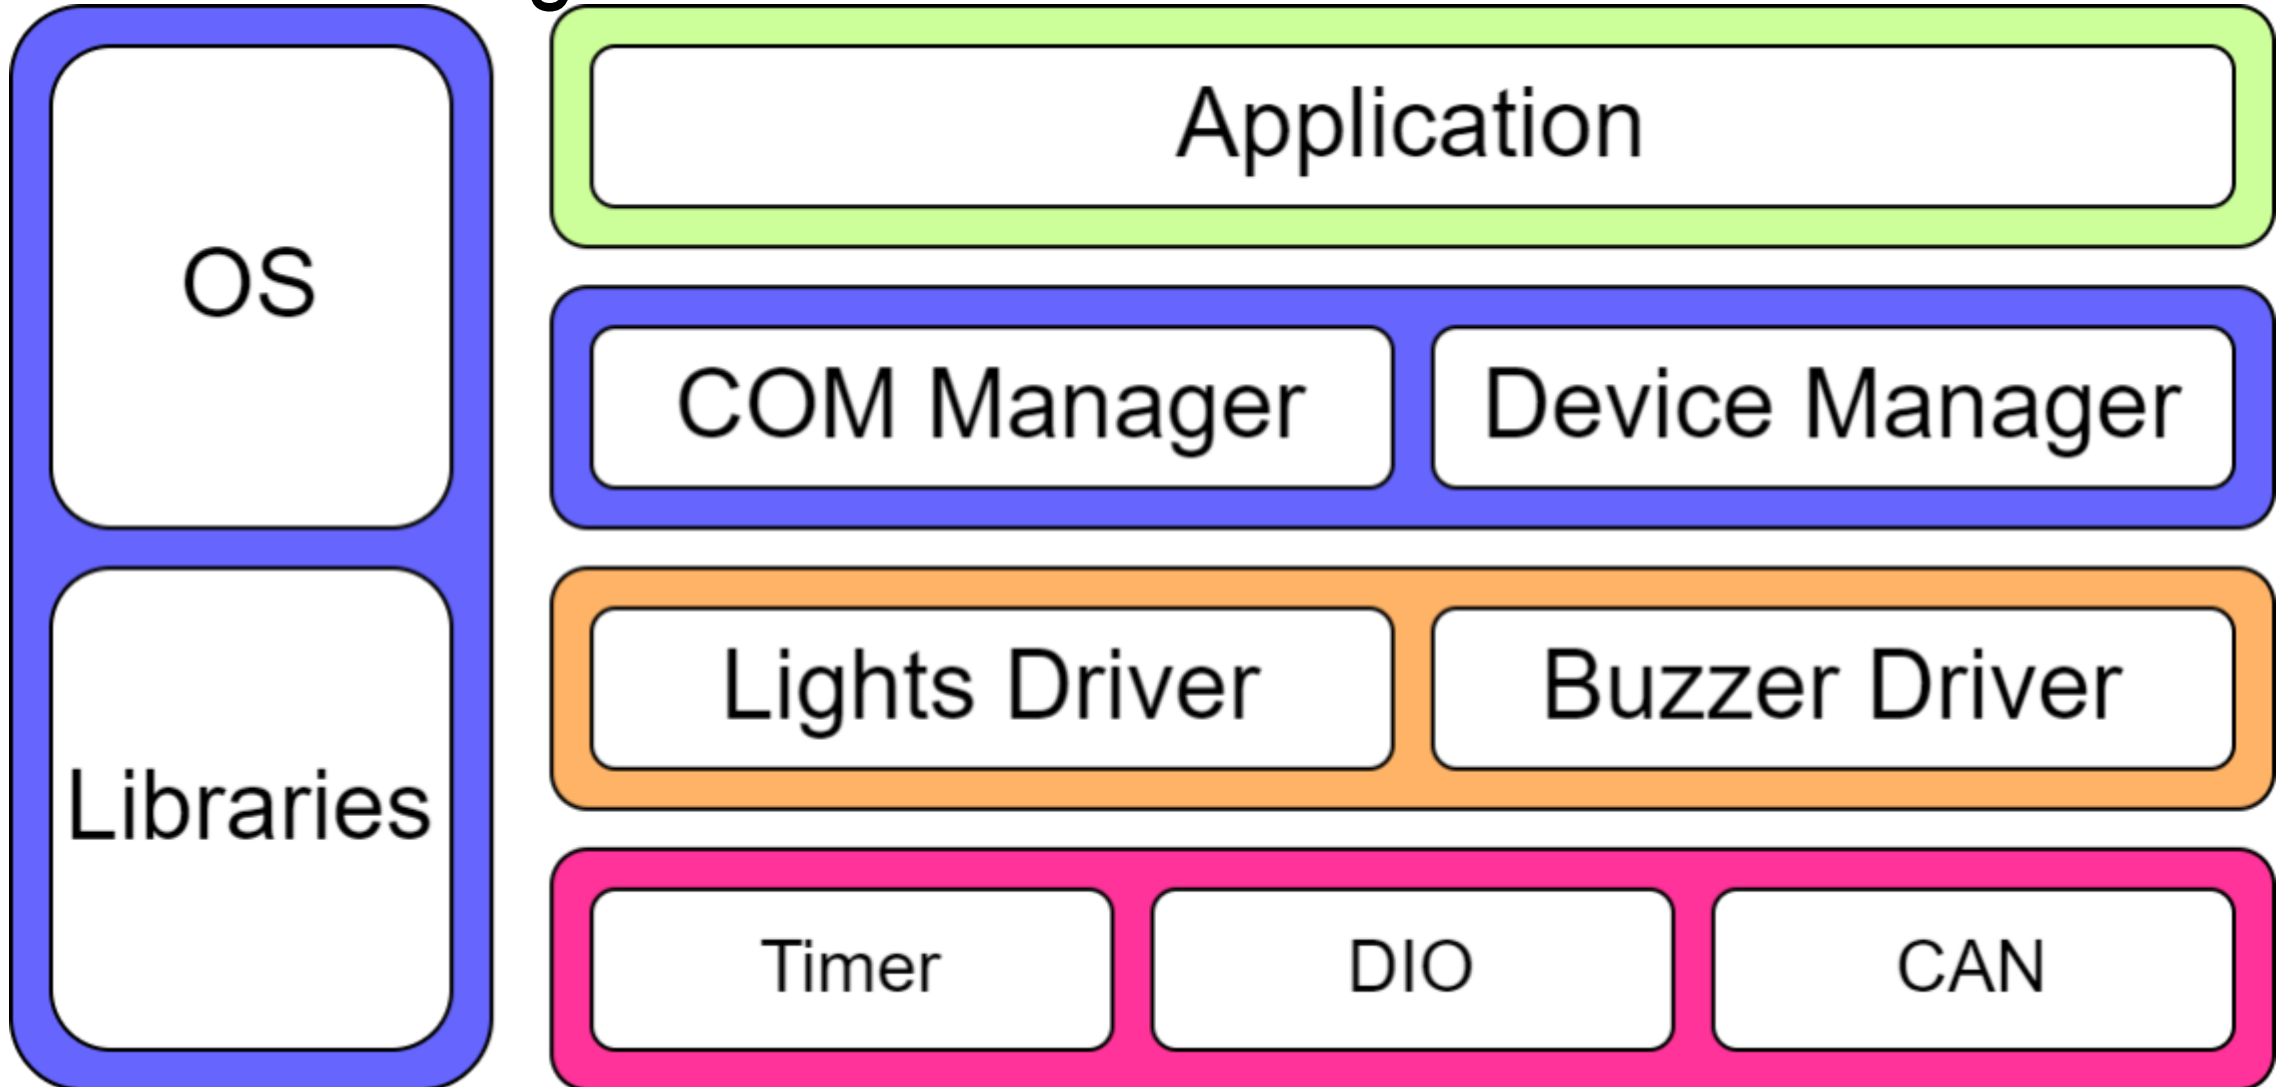 OS
Libraries
Application
COM Manager
Device Manager
Lights Driver
Buzzer Driver
Timer
DIO
CAN